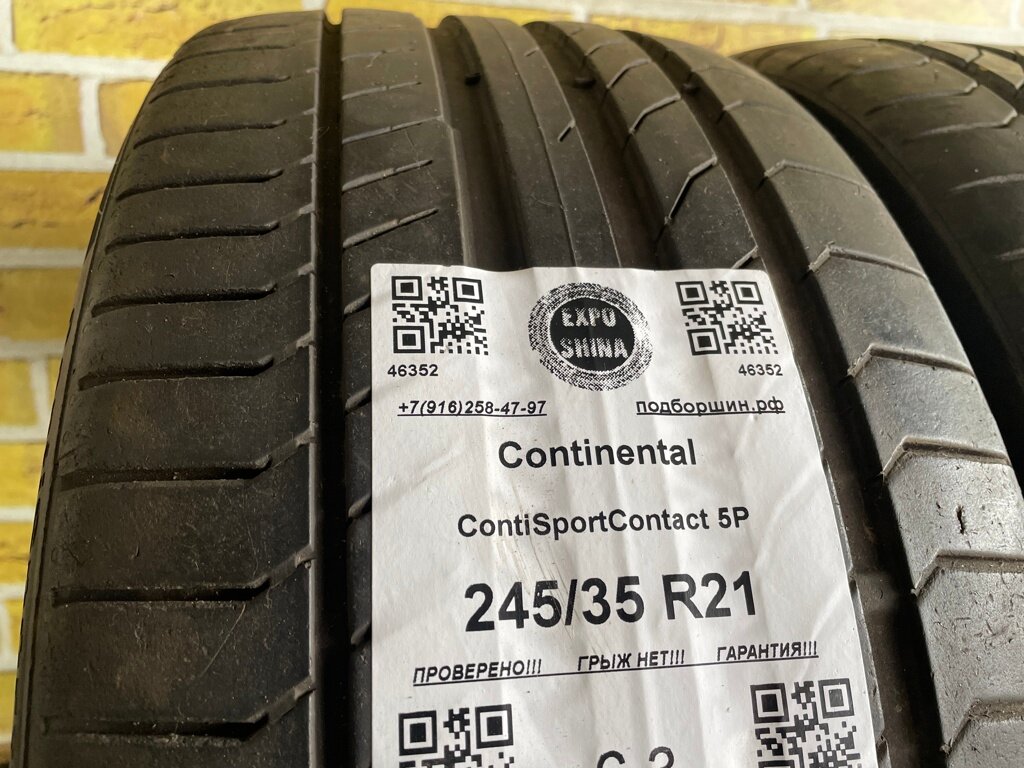 EXPO
SHINA
46352 46352
+7(916)258-47-97 подборшин.рф
Continental
ContiSportContact 5P
245/35 R21
ПРОВЕРЕНО!!! ГРЫЖ НЕТ!!! ГАРАНТИЯ!!!